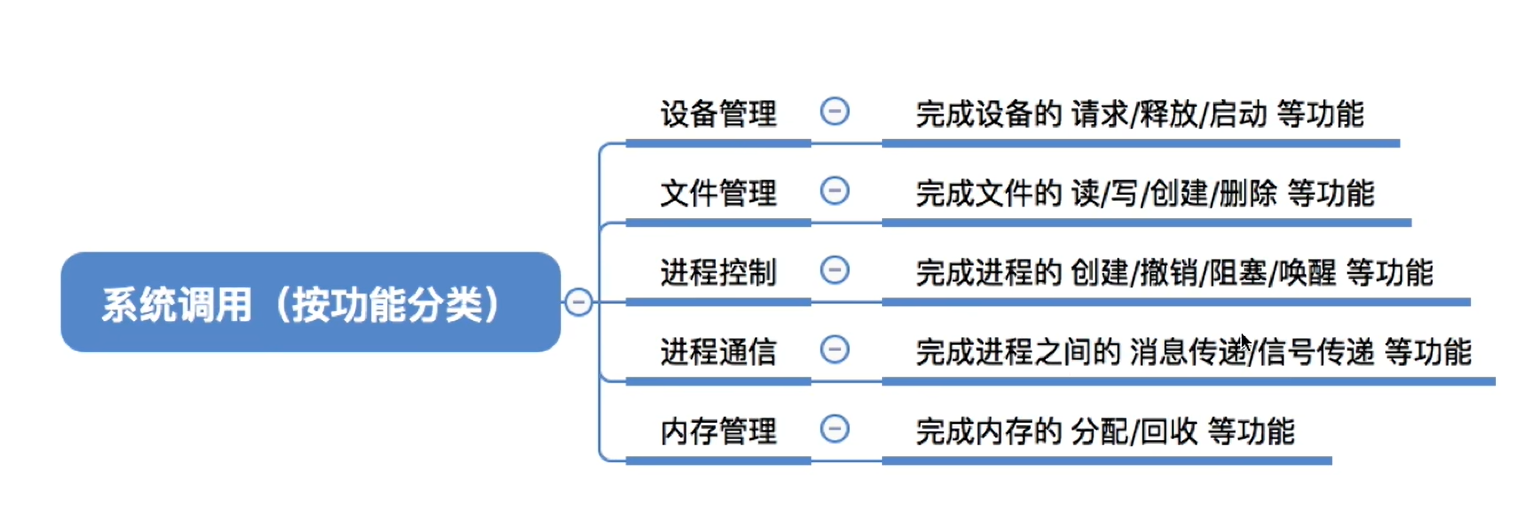 设备管理 完成设备的 请求/释放/启动 等功能
文件管理 完成文件的 读/写/创建/删除 等功能
进程控制 完成进程的 创建/撤销/阻塞/唤醒 等功能
系统调用（按功能分类）
进程通信 完成进程之间的 消息传递/信号传递 等功能
内存管理 完成内存的 分配/回收 等功能